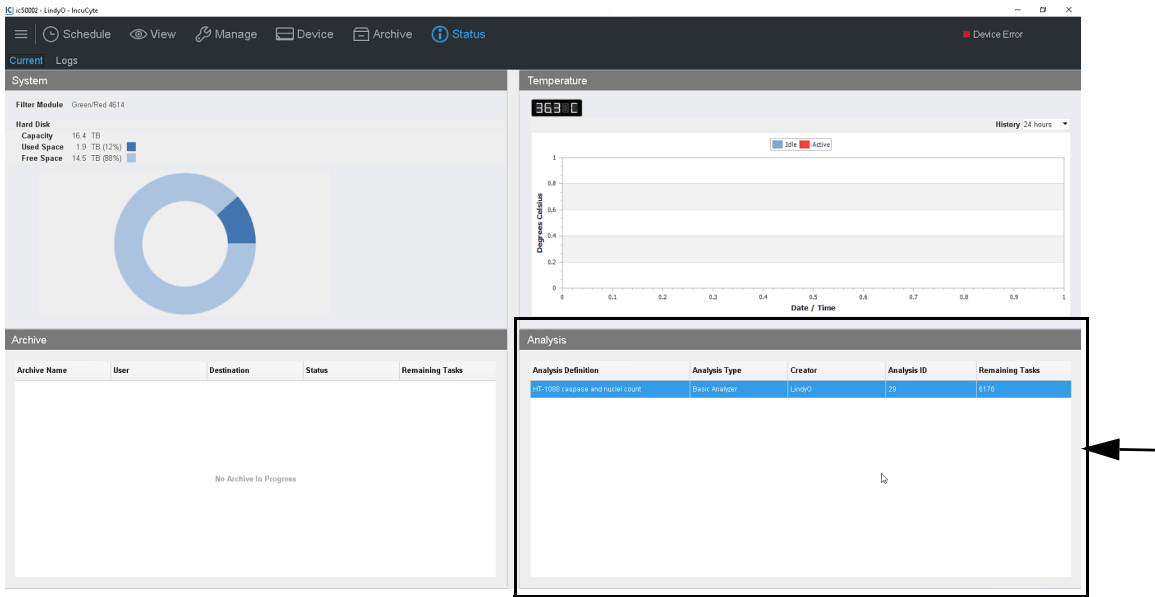 IC ic50002 - LindyO - IncuCyte
Schedule View Manage Device Archive Status Device Error
Current Logs
System
Filter Module Green/Red 4614
Hard Disk
Capacity 16.4 TB
Used Space 1.9 TB (12%)
Free Space 14.5 TB (88%)
Temperature
36.3 C
History 24 hours
Idle Active
1
0.8
0.6
0.4
0.2
0
Degrees Celsius
0 0.1 0.2 0.3 0.4 0.5 0.6 0.7 0.8 0.9 1
Date / Time
Archive
Archive Name User Destination Status Remaining Tasks
No Archive In Progress
Analysis
Analysis Definition Analysis Type Creator Analysis ID Remaining Tasks
HT-1080 caspase and nuclei count Basic Analyzer LindyO 29 6176